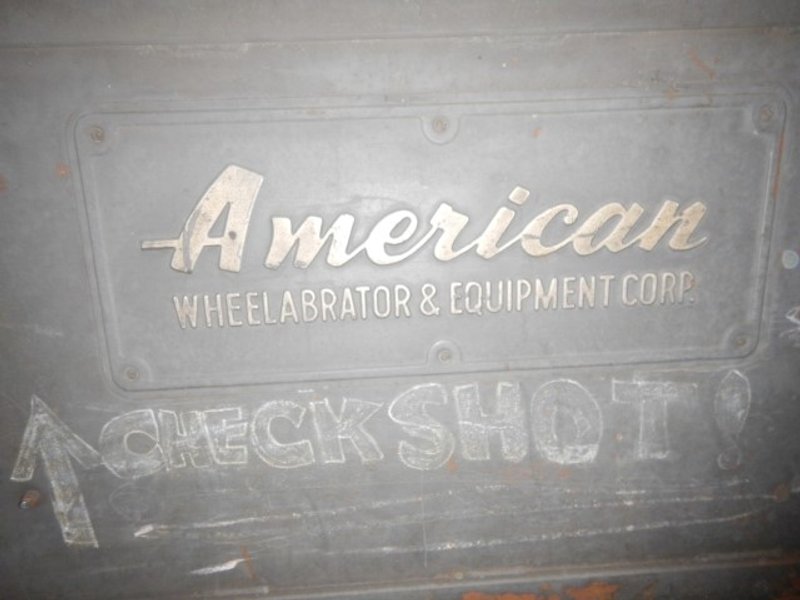 American
WHEELABRATOR & EQUIPMENT CORP.
CHECK SHOT!